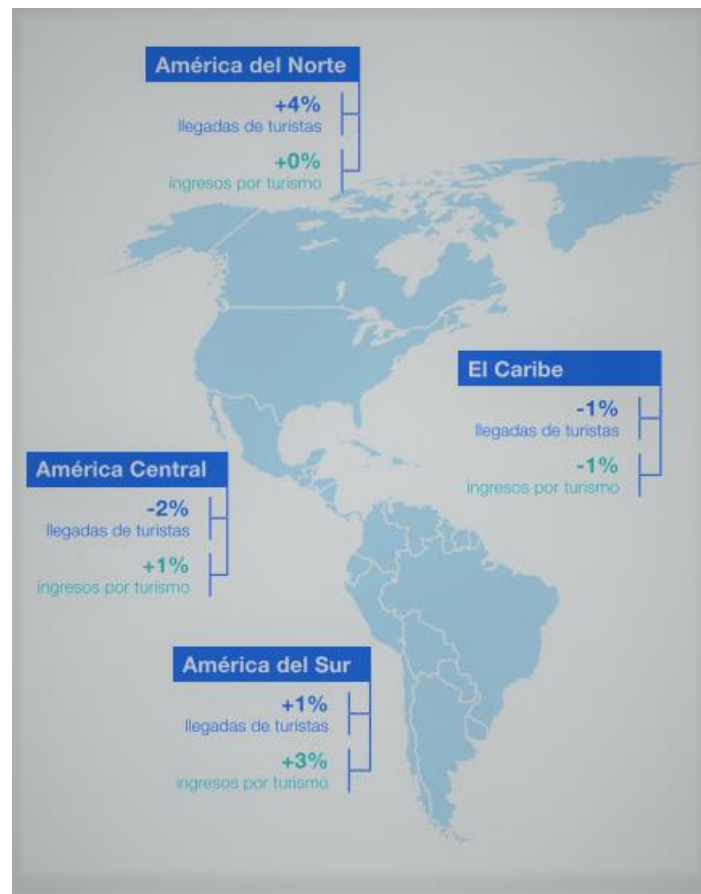 América del Norte
+4%
llegadas de turistas
+0%
ingresos por turismo
El Caribe
-1%
llegadas de turistas
-1%
ingresos por turismo
América Central
-2%
llegadas de turistas
+1%
ingresos por turismo
América del Sur
+1%
llegadas de turistas
+3%
ingresos por turismo